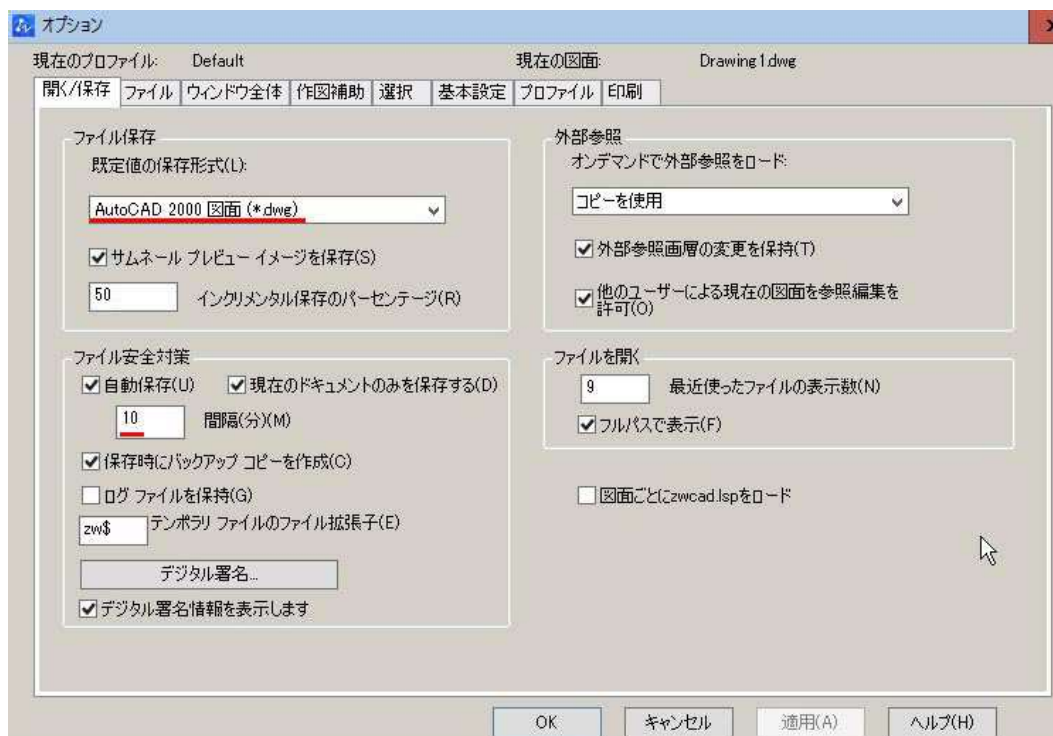 オプション
現在のプロファイル: Default
現在の図面: Drawing1.dwg
開く/保存
ファイル
ウィンドウ全体
作図補助
選択
基本設定
プロファイル
印刷
ファイル保存
既定値の保存形式(L):
AutoCAD 2000 図面 (*.dwg)
サムネール プレビュー イメージを保存(S)
50 インクリメンタル保存のパーセンテージ(R)
ファイル安全対策
自動保存(U) 現在のドキュメントのみを保存する(D)
10 間隔(分)(M)
保存時にバックアップ コピーを作成(C)
ログ ファイルを保持(G)
zw$ テンポラリ ファイルのファイル拡張子(E)
デジタル署名...
デジタル署名情報を表示します
外部参照
オンデマンドで外部参照をロード:
コピーを使用
外部参照画層の変更を保持(T)
他のユーザーによる現在の図面を参照編集を
許可(O)
ファイルを開く
9 最近使ったファイルの表示数(N)
フルパスで表示(F)
図面ごとにzwcad.lspをロード
OK
キャンセル
適用(A)
ヘルプ(H)